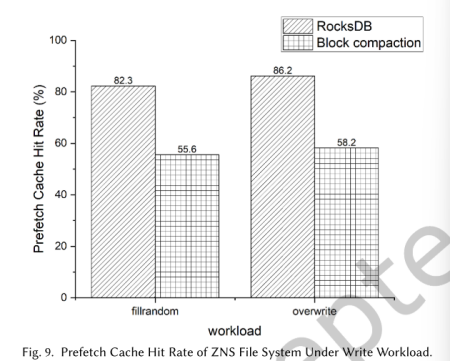 RocksDB
Block compaction
Prefetch Cache Hit Rate (%)
100
80
60
40
20
0
82.3
55.6
86.2
58.2
fillrandom
overwrite
workload
Fig. 9. Prefetch Cache Hit Rate of ZNS File System Under Write Workload.